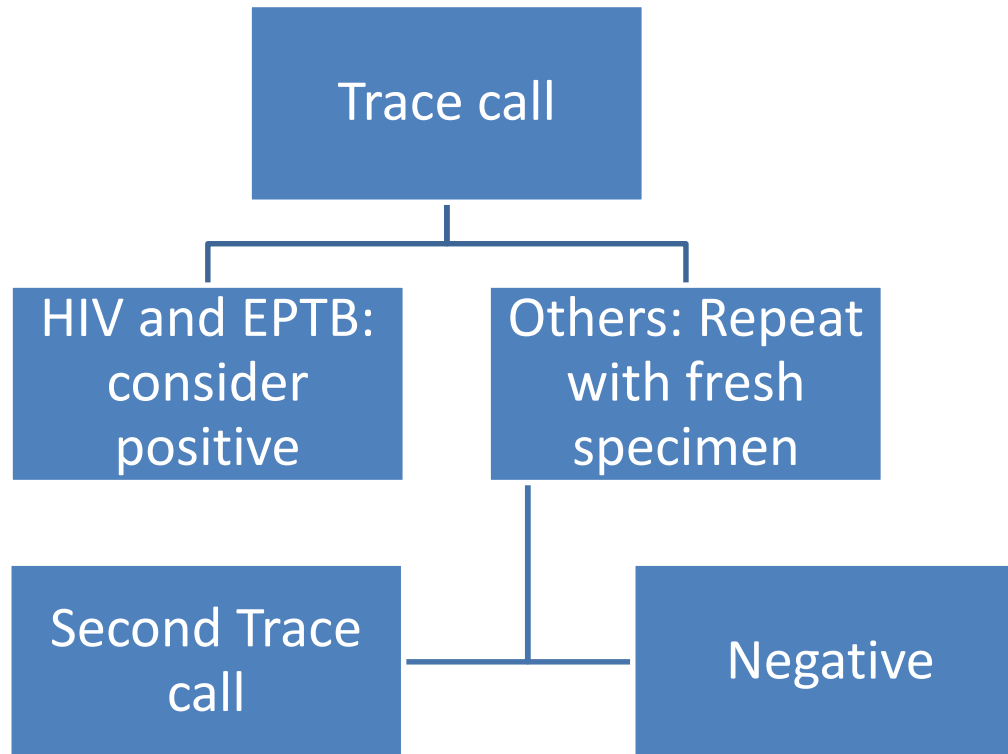 Trace call
HIV and EPTB:
consider
positive
Others: Repeat
with fresh
specimen
Second Trace
call
Negative